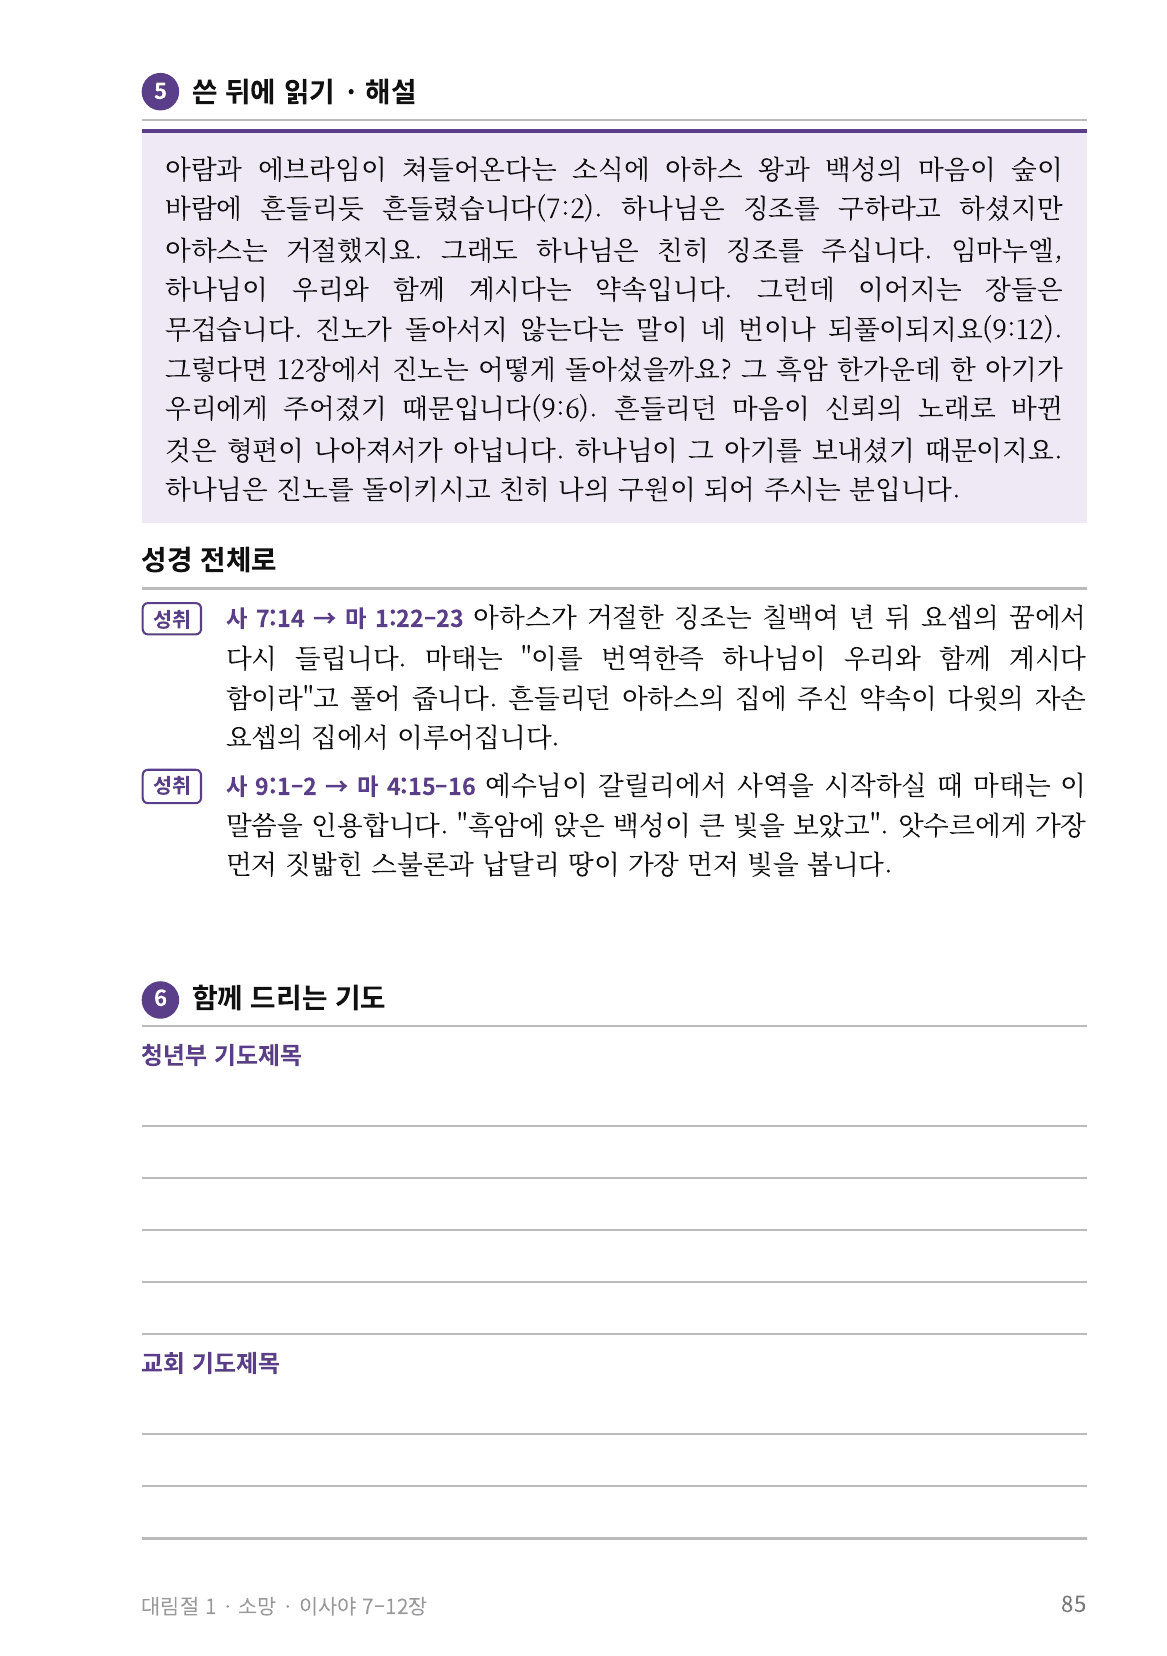 5 쓴 뒤에 읽기 · 해설
아람과 에브라임이 쳐들어온다는 소식에 아하스 왕과 백성의 마음이 숲이
바람에 흔들리듯 흔들렸습니다(7:2). 하나님은 징조를 구하라고 하셨지만
아하스는 거절했지요. 그래도 하나님은 친히 징조를 주십니다. 임마누엘,
하나님이 우리와 함께 계시다는 약속입니다. 그런데 이어지는 장들은
무겁습니다. 진노가 돌아서지 않는다는 말이 네 번이나 되풀이되지요(9:12).
그렇다면 12장에서 진노는 어떻게 돌아섰을까요? 그 흑암 한가운데 한 아기가
우리에게 주어졌기 때문입니다(9:6). 흔들리던 마음이 신뢰의 노래로 바뀐
것은 형편이 나아져서가 아닙니다. 하나님이 그 아기를 보내셨기 때문이지요.
하나님은 진노를 돌이키시고 친히 나의 구원이 되어 주시는 분입니다.
성경 전체로
성취 사 7:14 → 마 1:22–23 아하스가 거절한 징조는 칠백여 년 뒤 요셉의 꿈에서
다시 들립니다. 마태는 "이를 번역한즉 하나님이 우리와 함께 계시다
함이라"고 풀어 줍니다. 흔들리던 아하스의 집에 주신 약속이 다윗의 자손
요셉의 집에서 이루어집니다.
성취 사 9:1–2 → 마 4:15–16 예수님이 갈릴리에서 사역을 시작하실 때 마태는 이
말씀을 인용합니다. "흑암에 앉은 백성이 큰 빛을 보았고". 앗수르에게 가장
먼저 짓밟힌 스불론과 납달리 땅이 가장 먼저 빛을 봅니다.
6 함께 드리는 기도
청년부 기도제목
교회 기도제목
대림절 1 · 소망 · 이사야 7–12장
85